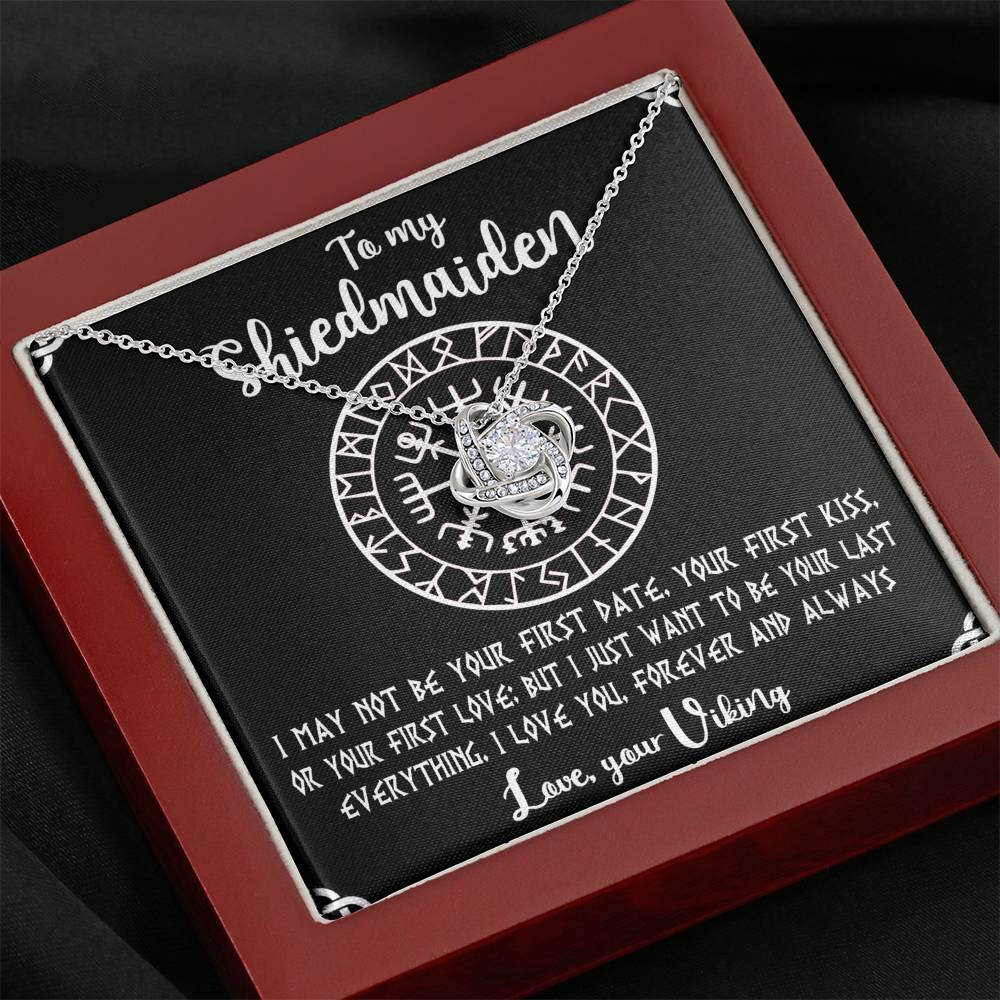 To my
Shiedmaiden
I MAY NOT BE YOUR FIRST DATE, YOUR FIRST KISS,
OR YOUR FIRST LOVE; BUT I JUST WANT TO BE YOUR LAST
EVERYTHING. I LOVE YOU, FOREVER AND ALWAYS
Love, your Viking